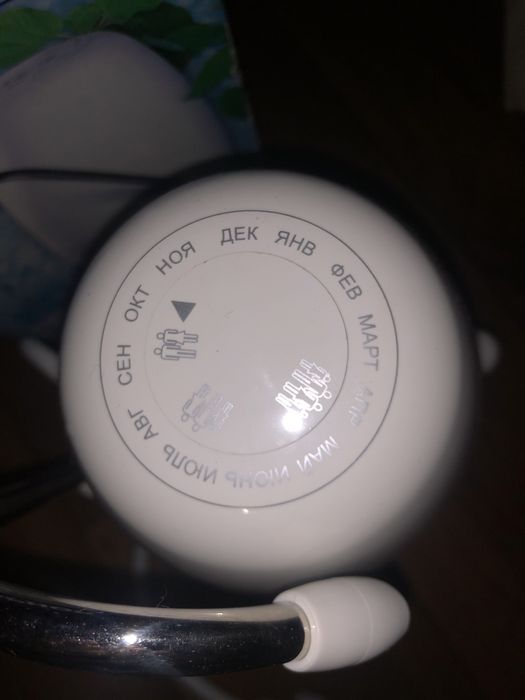 ЯНВ
ФЕВ
МАРТ
АПР
МАЙ
ИЮНЬ
ИЮЛЬ
АВГ
СЕН
ОКТ
НОЯ
ДЕК